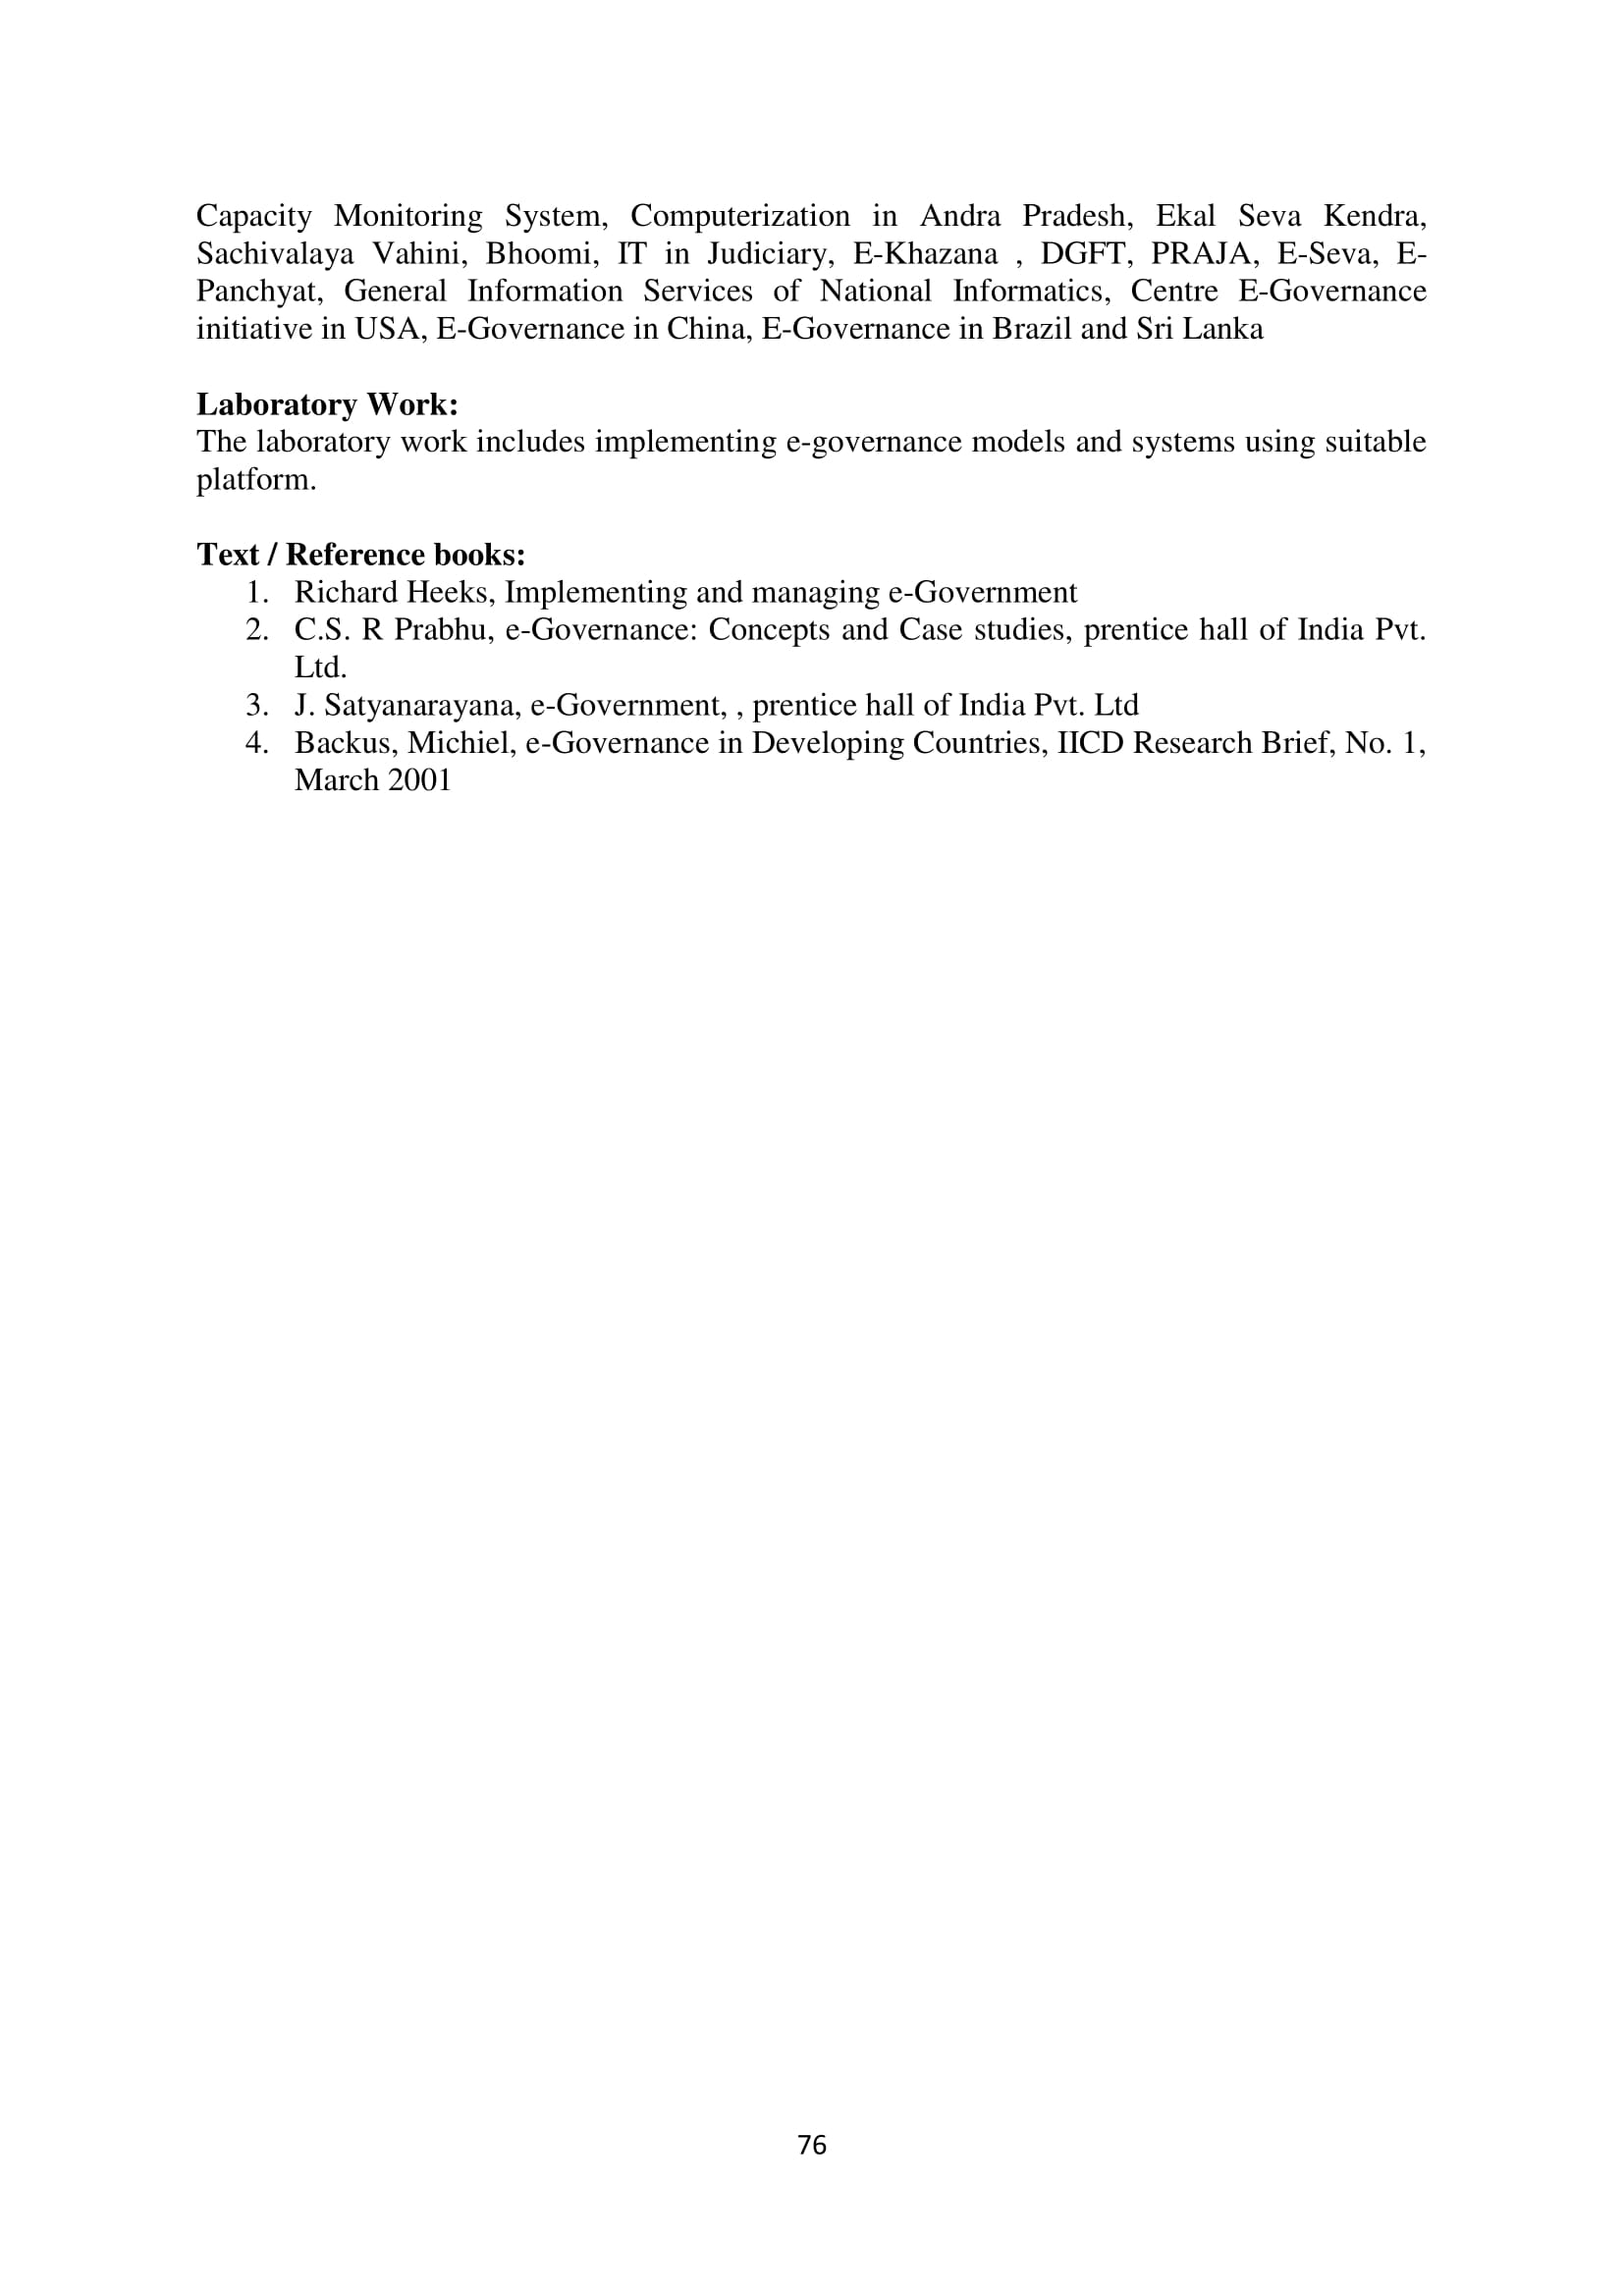 Capacity Monitoring System, Computerization in Andra Pradesh, Ekal Seva Kendra,
Sachivalaya Vahini, Bhoomi, IT in Judiciary, E-Khazana , DGFT, PRAJA, E-Seva, E-
Panchyat, General Information Services of National Informatics, Centre E-Governance
initiative in USA, E-Governance in China, E-Governance in Brazil and Sri Lanka
Laboratory Work:
The laboratory work includes implementing e-governance models and systems using suitable
platform.
Text / Reference books:
1. Richard Heeks, Implementing and managing e-Government
2. C.S. R Prabhu, e-Governance: Concepts and Case studies, prentice hall of India Pvt.
Ltd.
3. J. Satyanarayana, e-Government, , prentice hall of India Pvt. Ltd
4. Backus, Michiel, e-Governance in Developing Countries, IICD Research Brief, No. 1,
March 2001
76